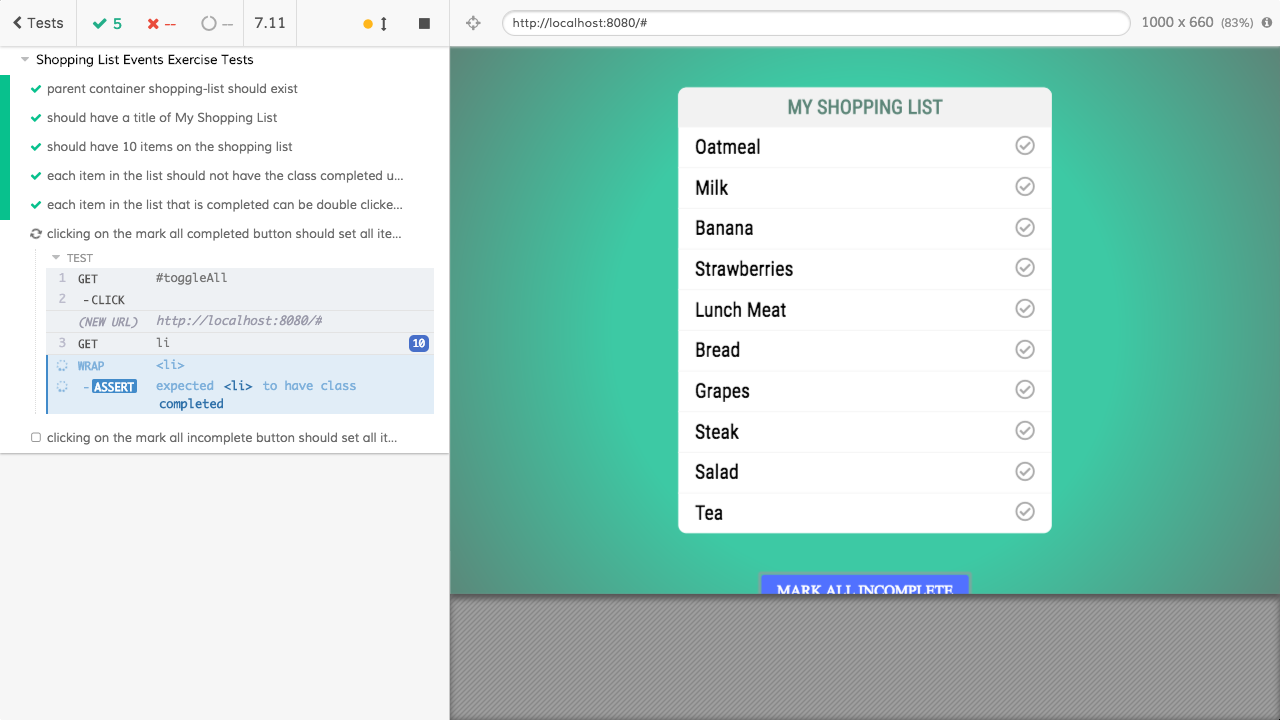 Tests 5 -- -- 7.11
http://localhost:8080/# 1000 x 660 (83%)
Shopping List Events Exercise Tests
parent container shopping-list should exist
should have a title of My Shopping List
should have 10 items on the shopping list
each item in the list should not have the class completed u...
each item in the list that is completed can be double clicke...
clicking on the mark all completed button should set all ite...
TEST
1 GET #toggleAll
2 -CLICK
(NEW URL) http://localhost:8080/#
3 GET li 10
WRAP <li>
-ASSERT expected <li> to have class
completed
clicking on the mark all incomplete button should set all it...
MY SHOPPING LIST
Oatmeal
Milk
Banana
Strawberries
Lunch Meat
Bread
Grapes
Steak
Salad
Tea
MARK ALL INCOMPLETE